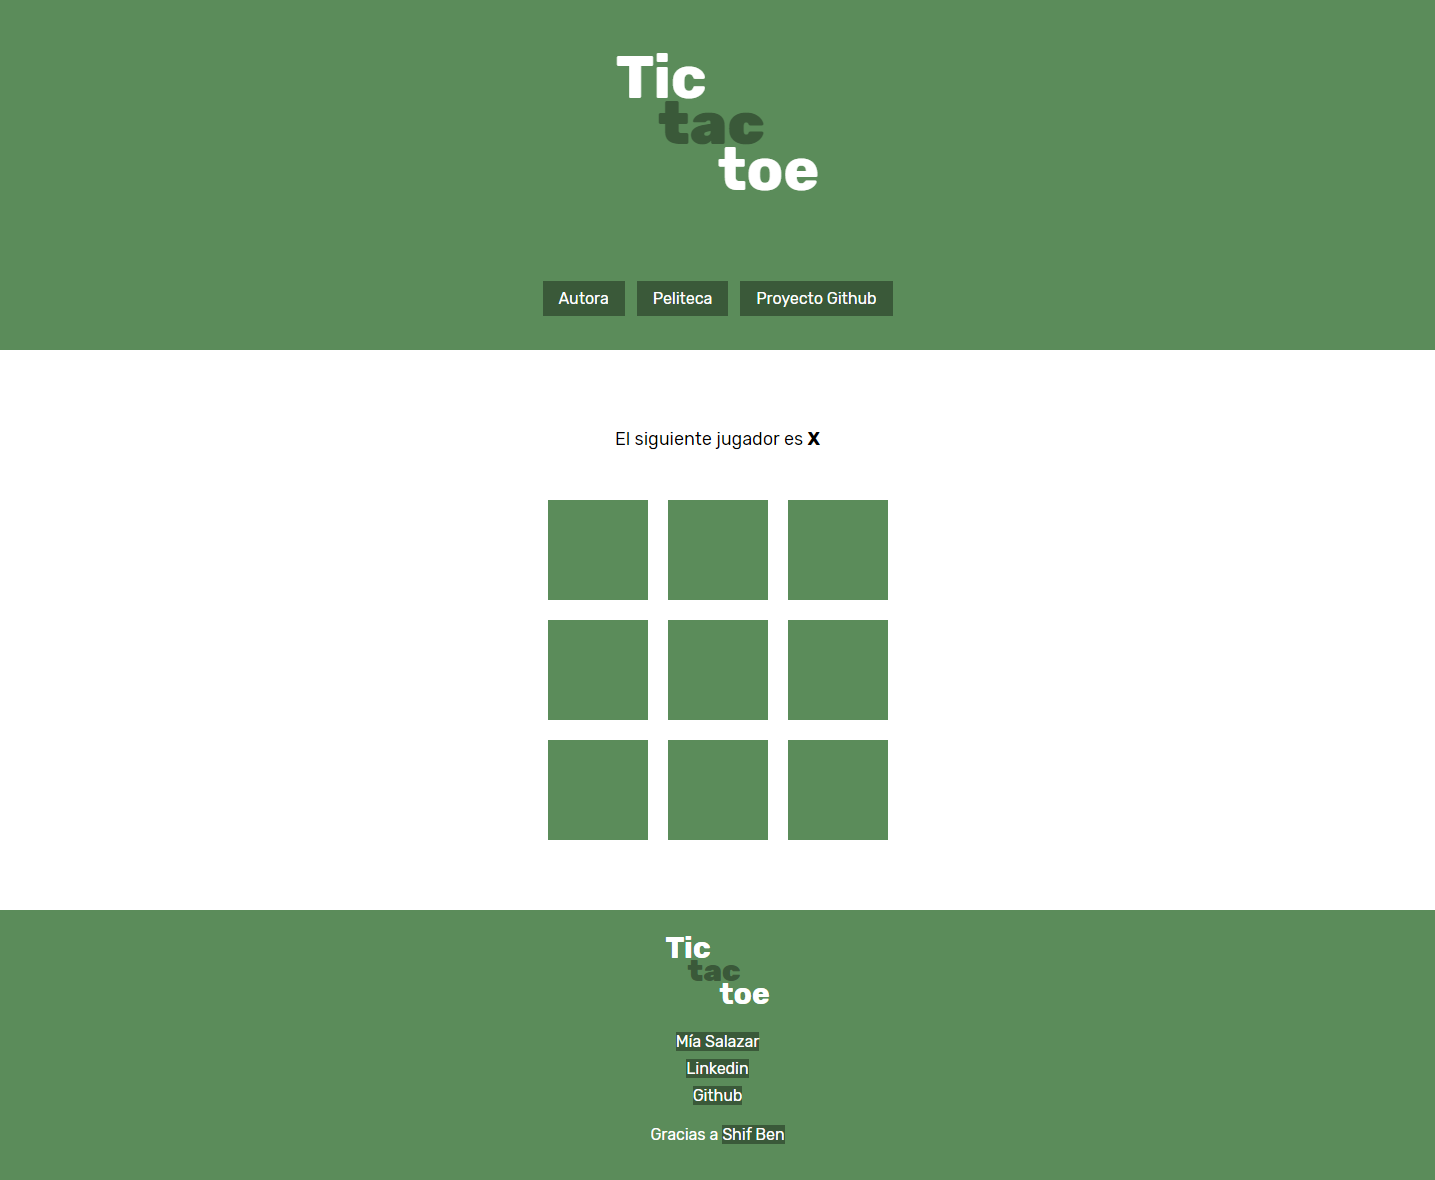 Tic
tac
toe
Autora Peliteca Proyecto Github
El siguiente jugador es X
Tic
tac
toe
Mía Salazar
Linkedin
Github
Gracias a Shif Ben